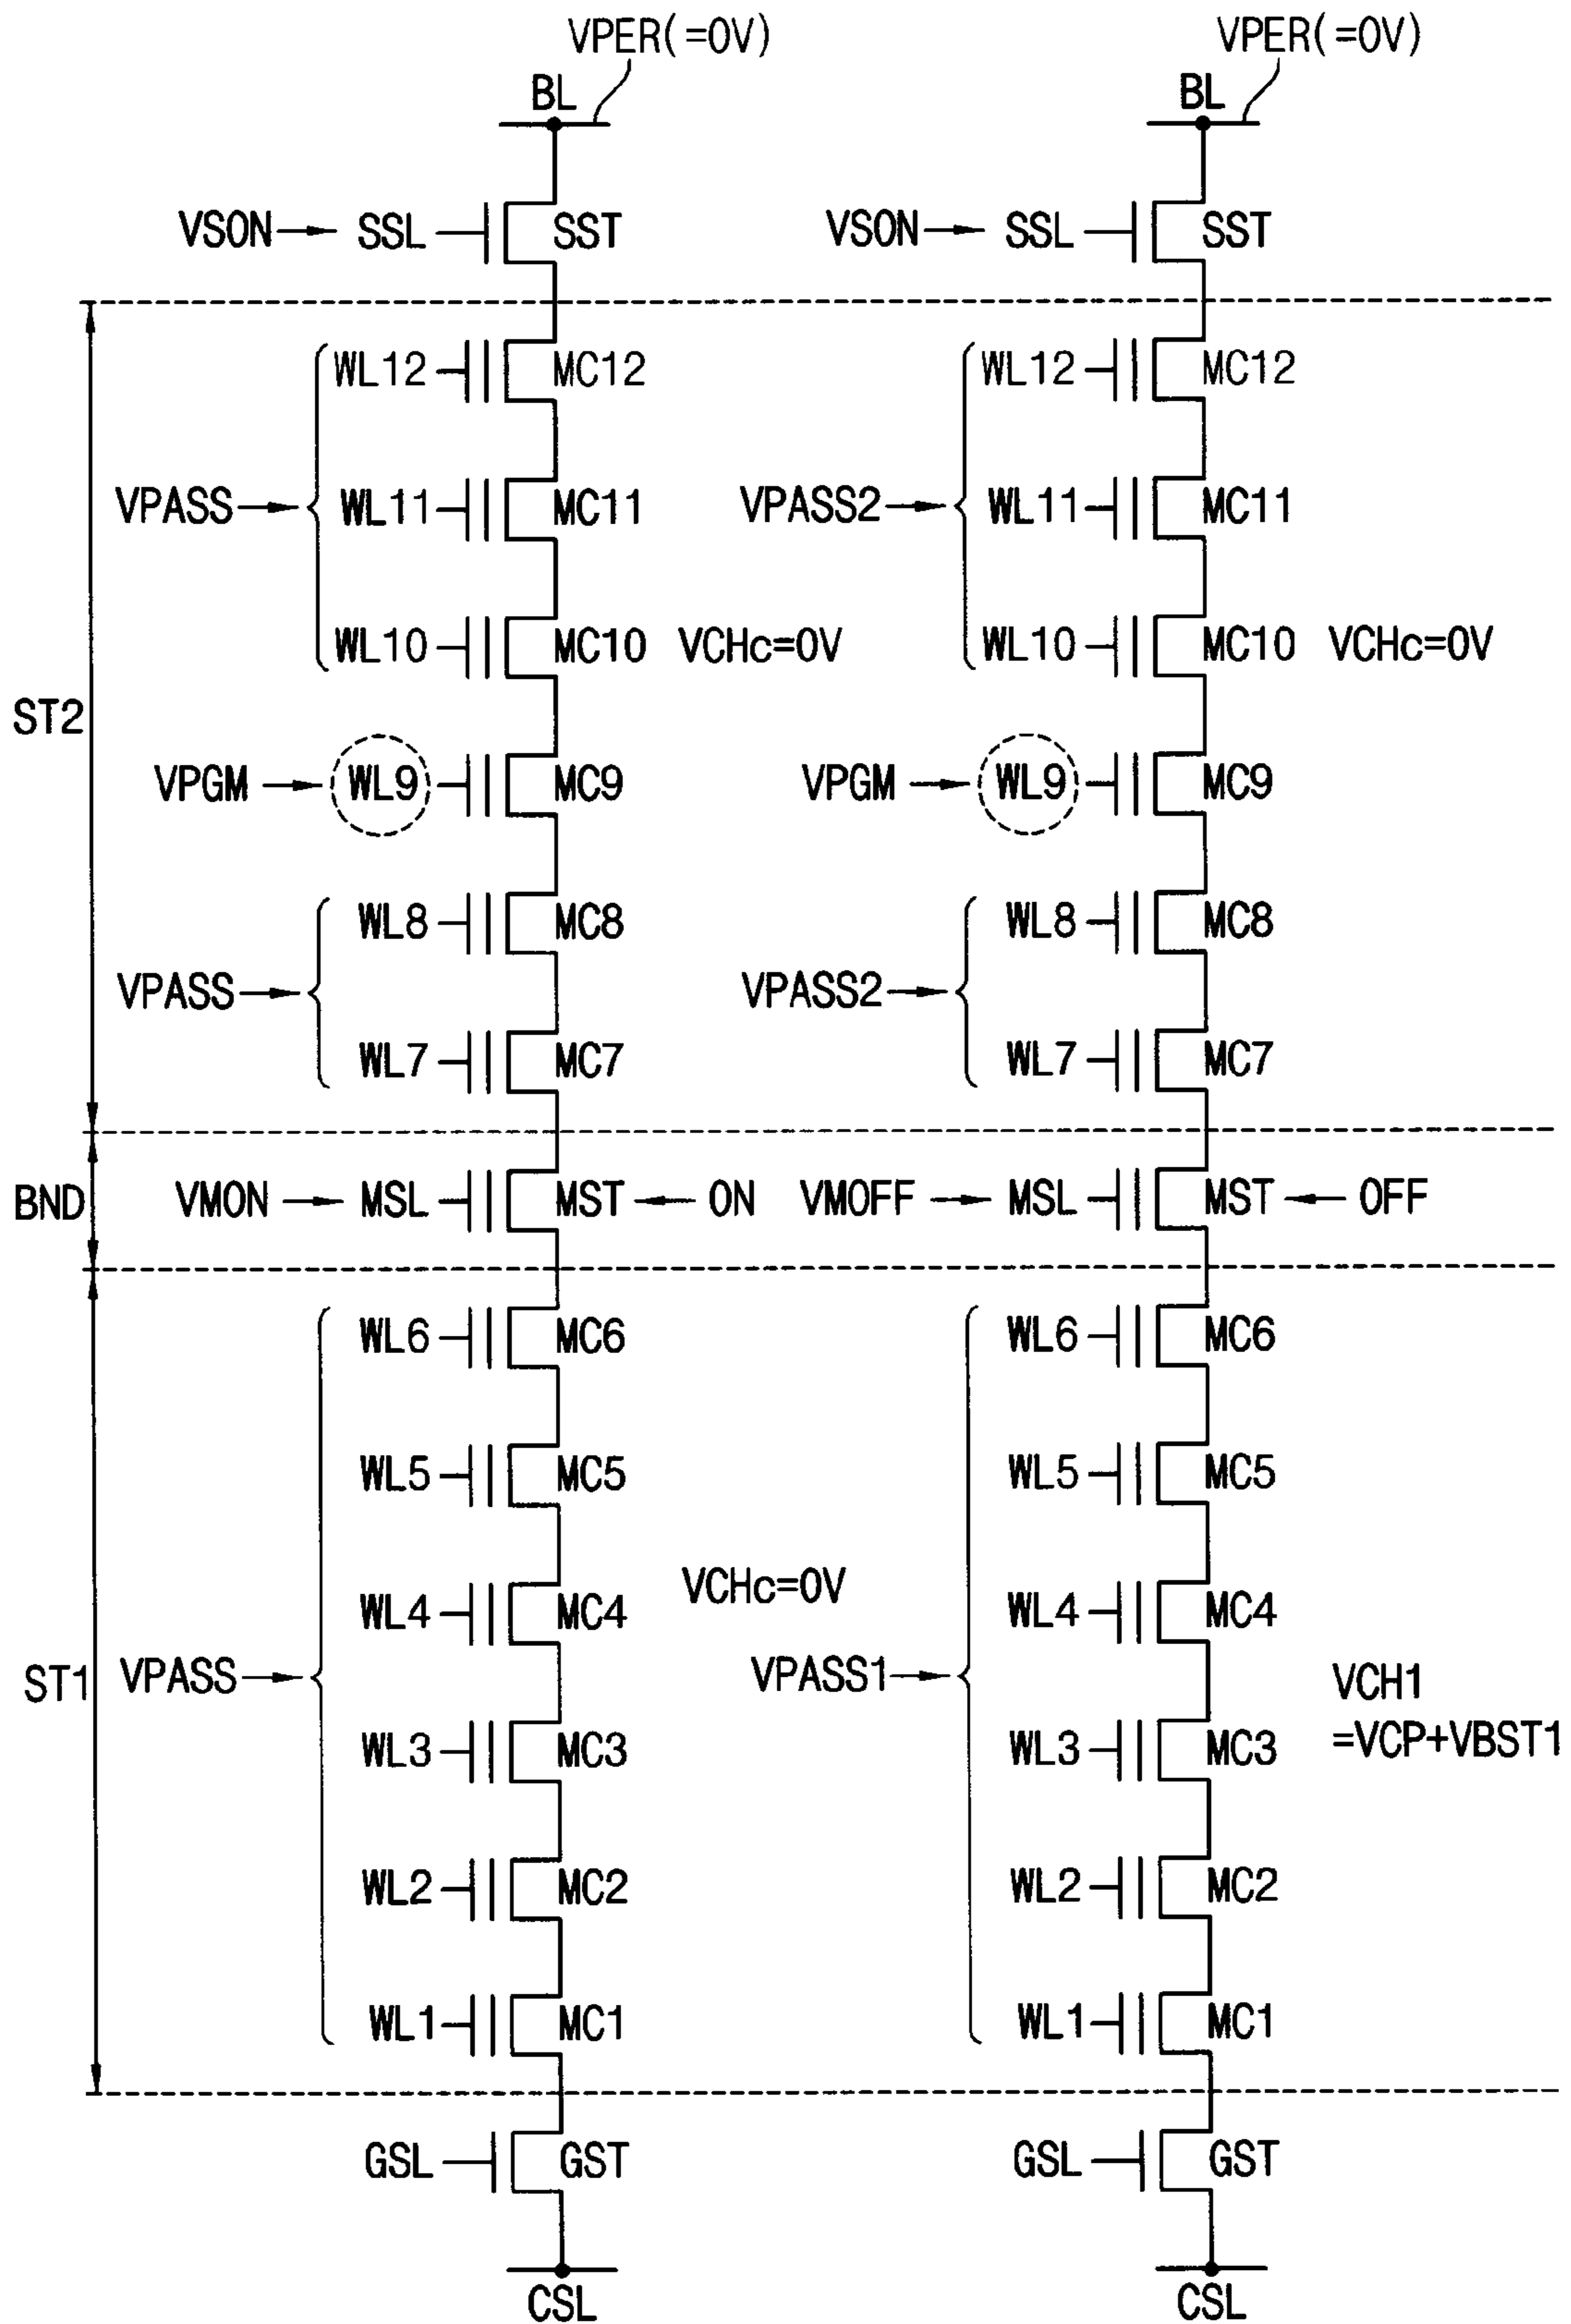 VPER(=0V) VPER(=0V)
BL BL
VSON SSL SST VSON SSL SST
WL12 MC12 WL12 MC12
VPASS WL11 MC11 VPASS2 WL11 MC11
WL10 MC10 VCHc=0V WL10 MC10 VCHc=0V
ST2
VPGM WL9 MC9 VPGM WL9 MC9
WL8 MC8 WL8 MC8
VPASS VPASS2
WL7 MC7 WL7 MC7
BND VMON MSL MST ON VMOFF MSL MST OFF
WL6 MC6 WL6 MC6
WL5 MC5 WL5 MC5
VCHc=0V
WL4 MC4 WL4 MC4
ST1 VPASS VPASS1 VCH1
WL3 MC3 WL3 MC3 =VCP+VBST1
WL2 MC2 WL2 MC2
WL1 MC1 WL1 MC1
GSL GST GSL GST
CSL CSL